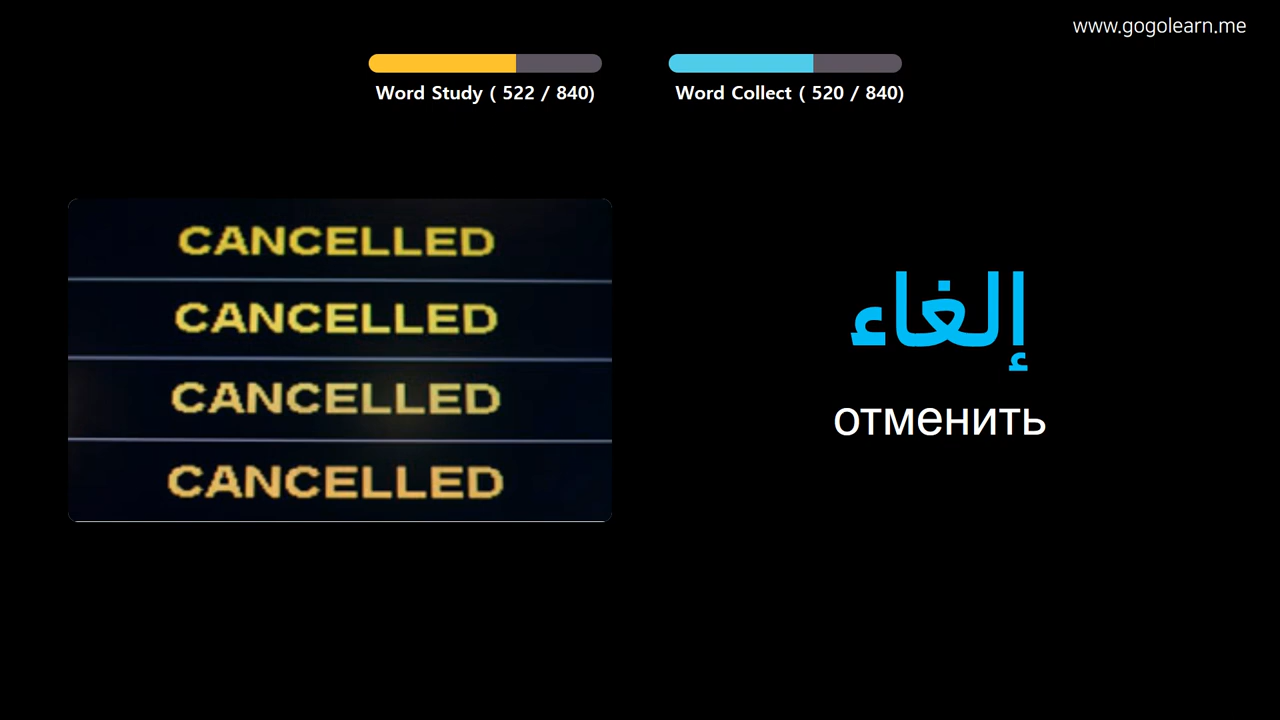 www.gogolearn.me
Word Study ( 522 / 840)
Word Collect ( 520 / 840)
CANCELLED
CANCELLED
CANCELLED
CANCELLED
إلغاء
отменить